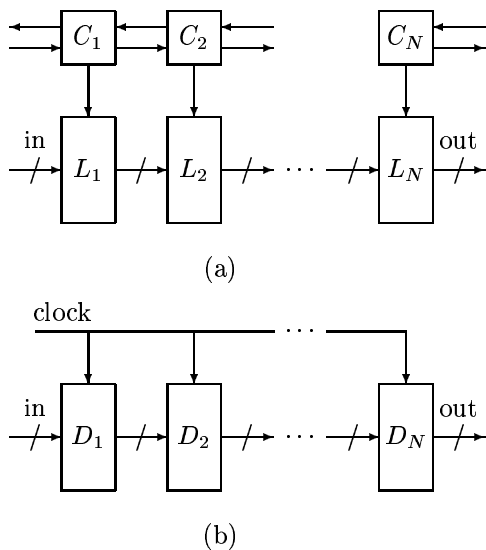 C1 C2 CN
in out
L1 L2 ··· LN
(a)
clock ···
in out
D1 D2 ··· DN
(b)